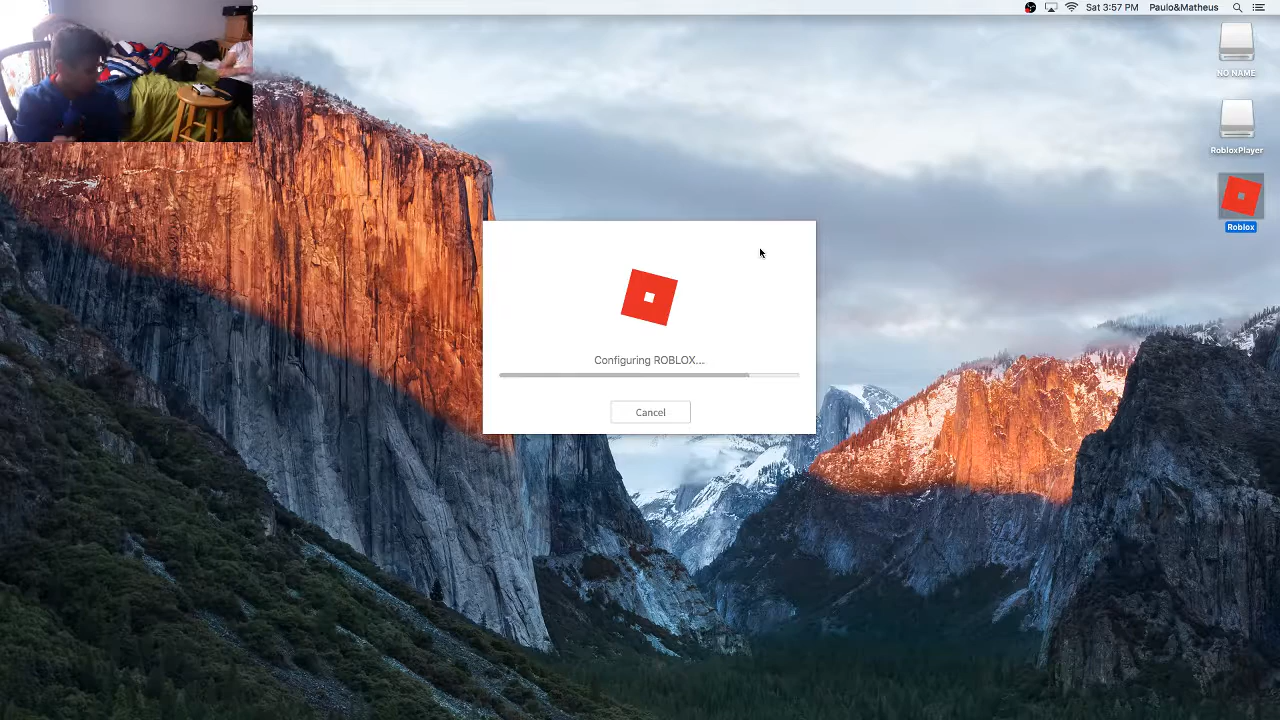 Sat 3:57 PM Paulo&Matheus
NO NAME
RobloxPlayer
Roblox
Configuring ROBLOX...
Cancel